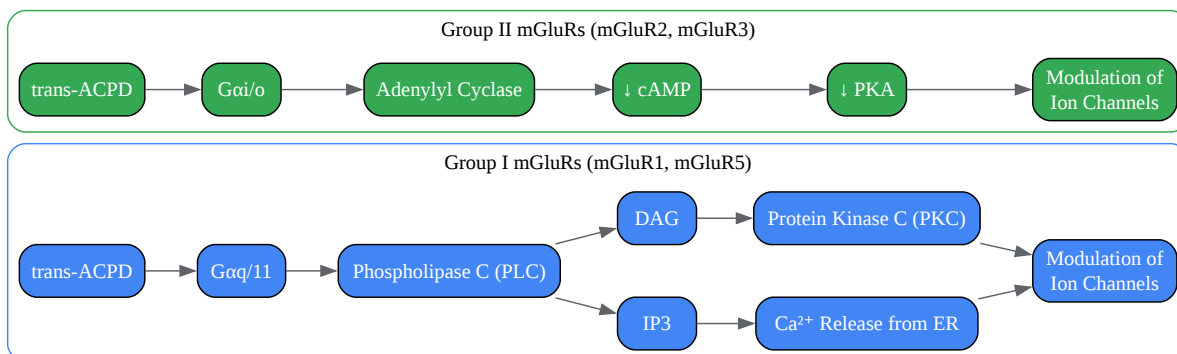 Group II mGluRs (mGluR2, mGluR3)
trans-ACPD
Gαi/o
Adenylyl Cyclase
↓ cAMP
↓ PKA
Modulation of
Ion Channels
Group I mGluRs (mGluR1, mGluR5)
trans-ACPD
Gαq/11
Phospholipase C (PLC)
DAG
Protein Kinase C (PKC)
IP3
Ca²⁺ Release from ER
Modulation of
Ion Channels